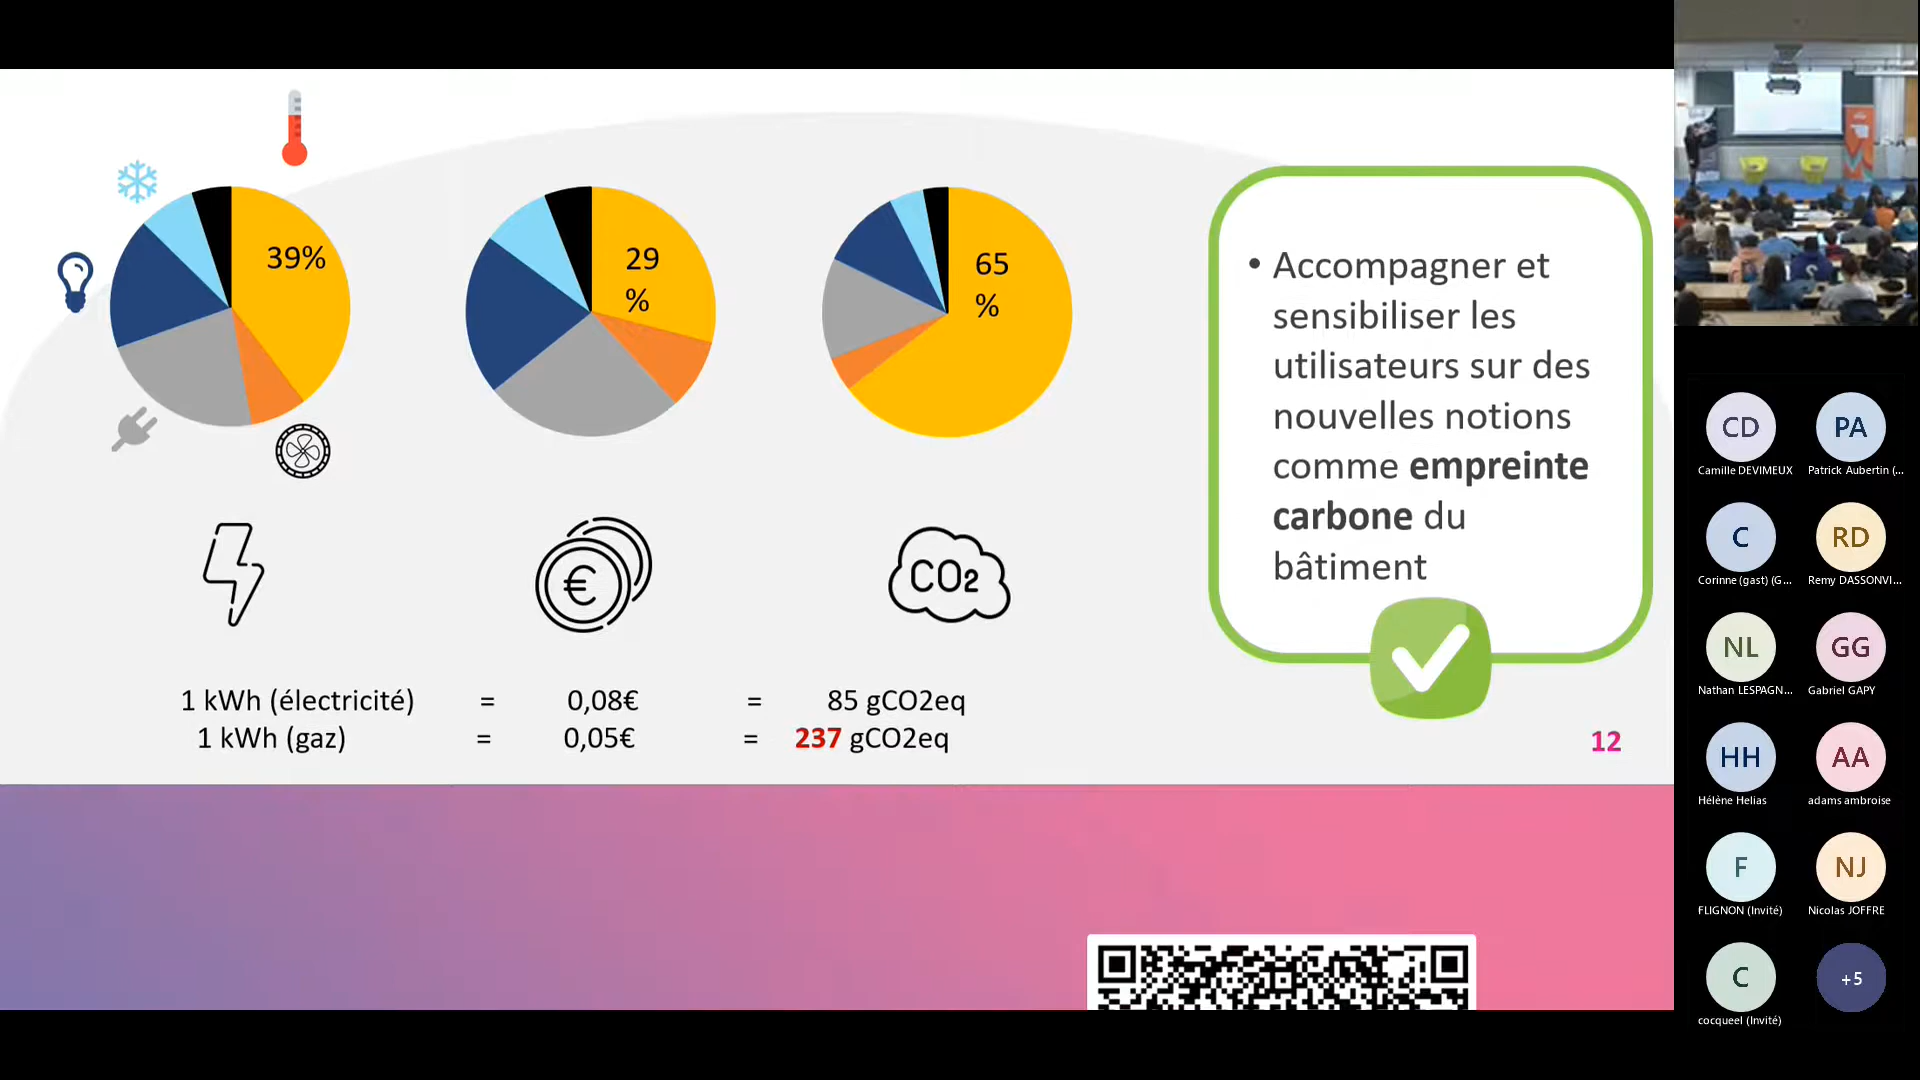 39%
29
%
65
%
€
CO2
1 kWh (électricité) = 0,08€ = 85 gCO2eq
1 kWh (gaz) = 0,05€ = 237 gCO2eq
• Accompagner et
sensibiliser les
utilisateurs sur des
nouvelles notions
comme empreinte
carbone du
bâtiment
12
CD PA
Camille DEVIMEUX Patrick Aubertin (...
C RD
Corinne (gast) (G... Remy DASSONVI...
NL GG
Nathan LESPAGN... Gabriel GAPY
HH AA
Hélène Helias adams ambroise
F NJ
FLIGNON (Invité) Nicolas JOFFRE
C +5
cocqueel (Invité)